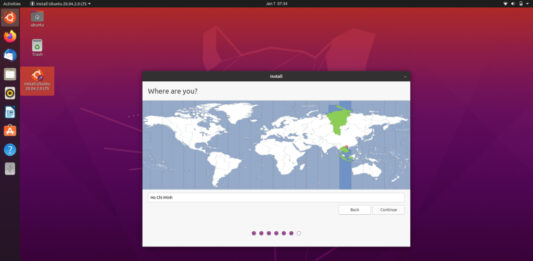 Activities
Install Ubuntu 20.04.2.0 LTS
Jan 7 07:34
ubuntu
Trash
Install Ubuntu
20.04.2.0 LTS
Install
Where are you?
Ho Chi Minh
Back
Continue